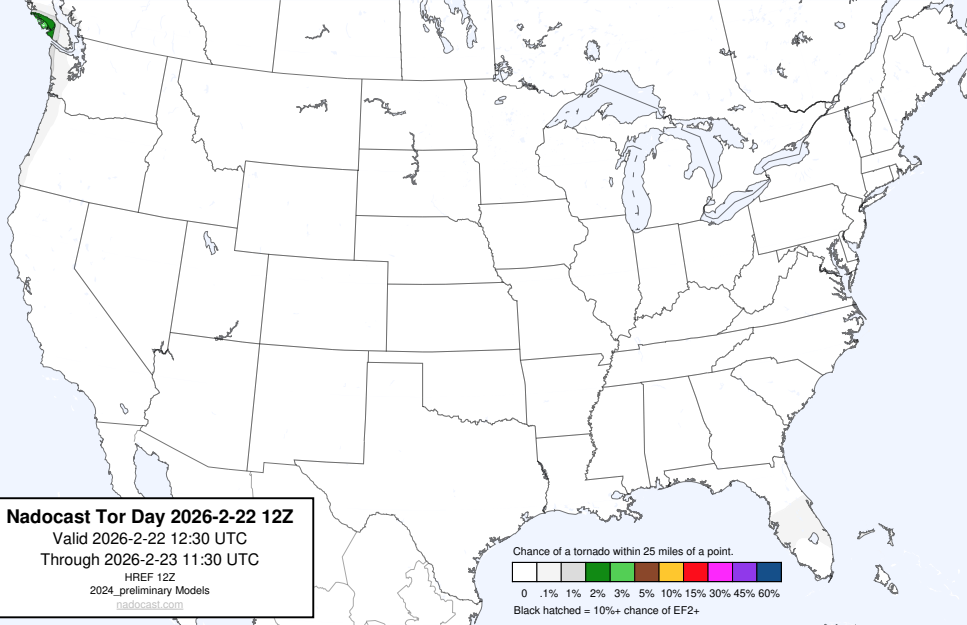 Nadocast Tor Day 2026-2-22 12Z
Valid 2026-2-22 12:30 UTC
Through 2026-2-23 11:30 UTC
HREF 12Z
2024_preliminary Models
nadocast.com
Chance of a tornado within 25 miles of a point.
0 .1% 1% 2% 3% 5% 10% 15% 30% 45% 60%
Black hatched = 10%+ chance of EF2+